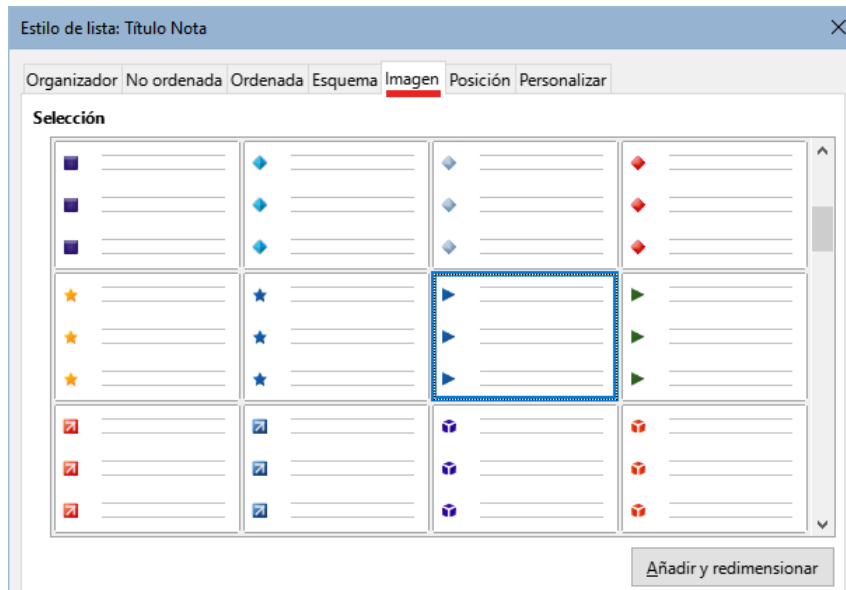 Estilo de lista: Título Nota
Organizador No ordenada Ordenada Esquema Imagen Posición Personalizar
Selección
Añadir y redimensionar